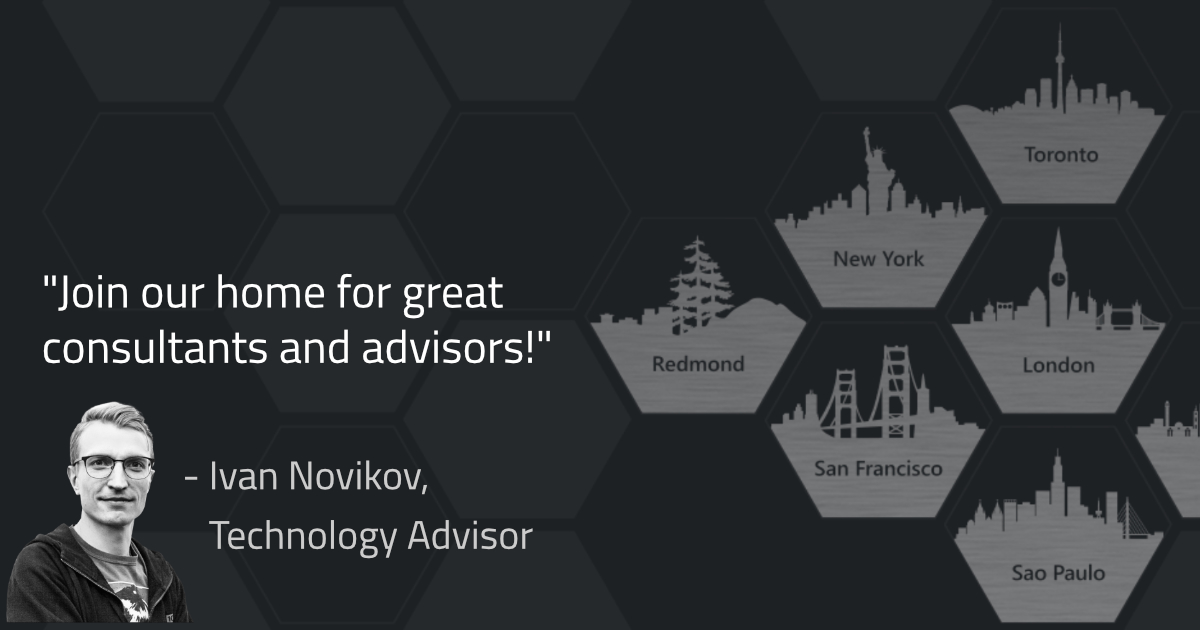 "Join our home for great
consultants and advisors!"
- Ivan Novikov,
Technology Advisor
Toronto
New York
Redmond
London
San Francisco
Sao Paulo